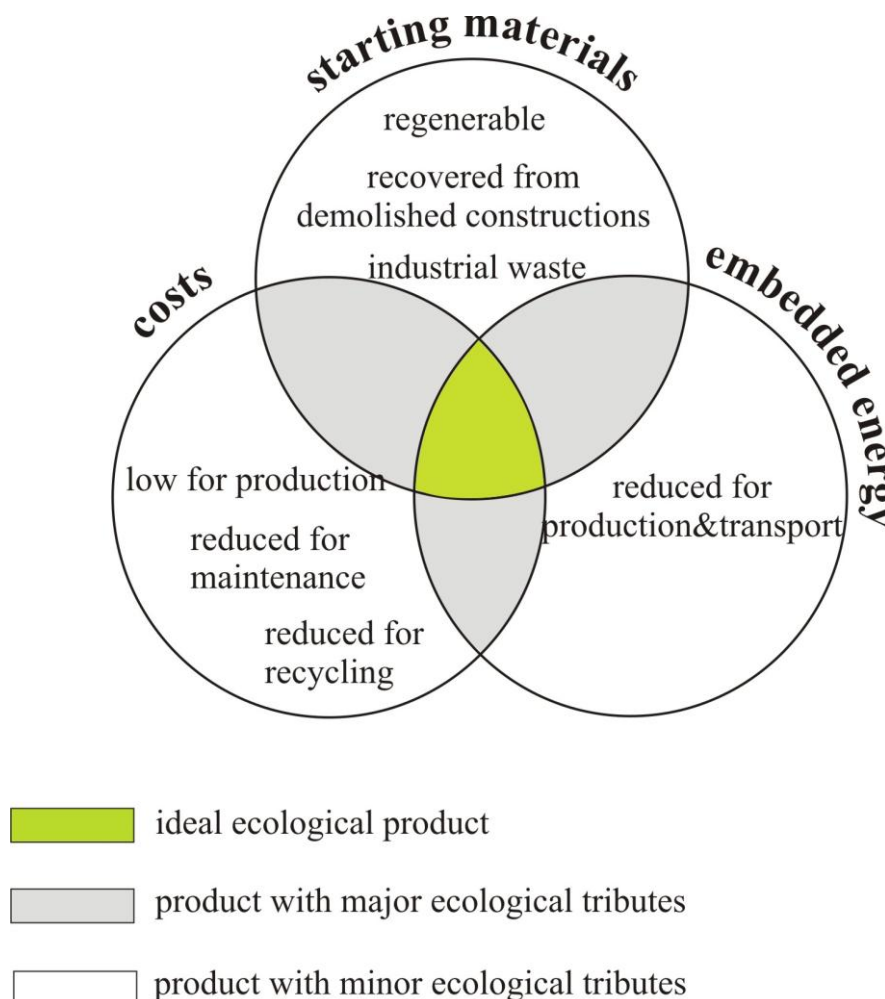 starting materials
regenerable
recovered from
demolished constructions
industrial waste
costs
low for production
reduced for
maintenance
reduced for
recycling
embedded energy
reduced for
production&transport
ideal ecological product
product with major ecological tributes
product with minor ecological tributes